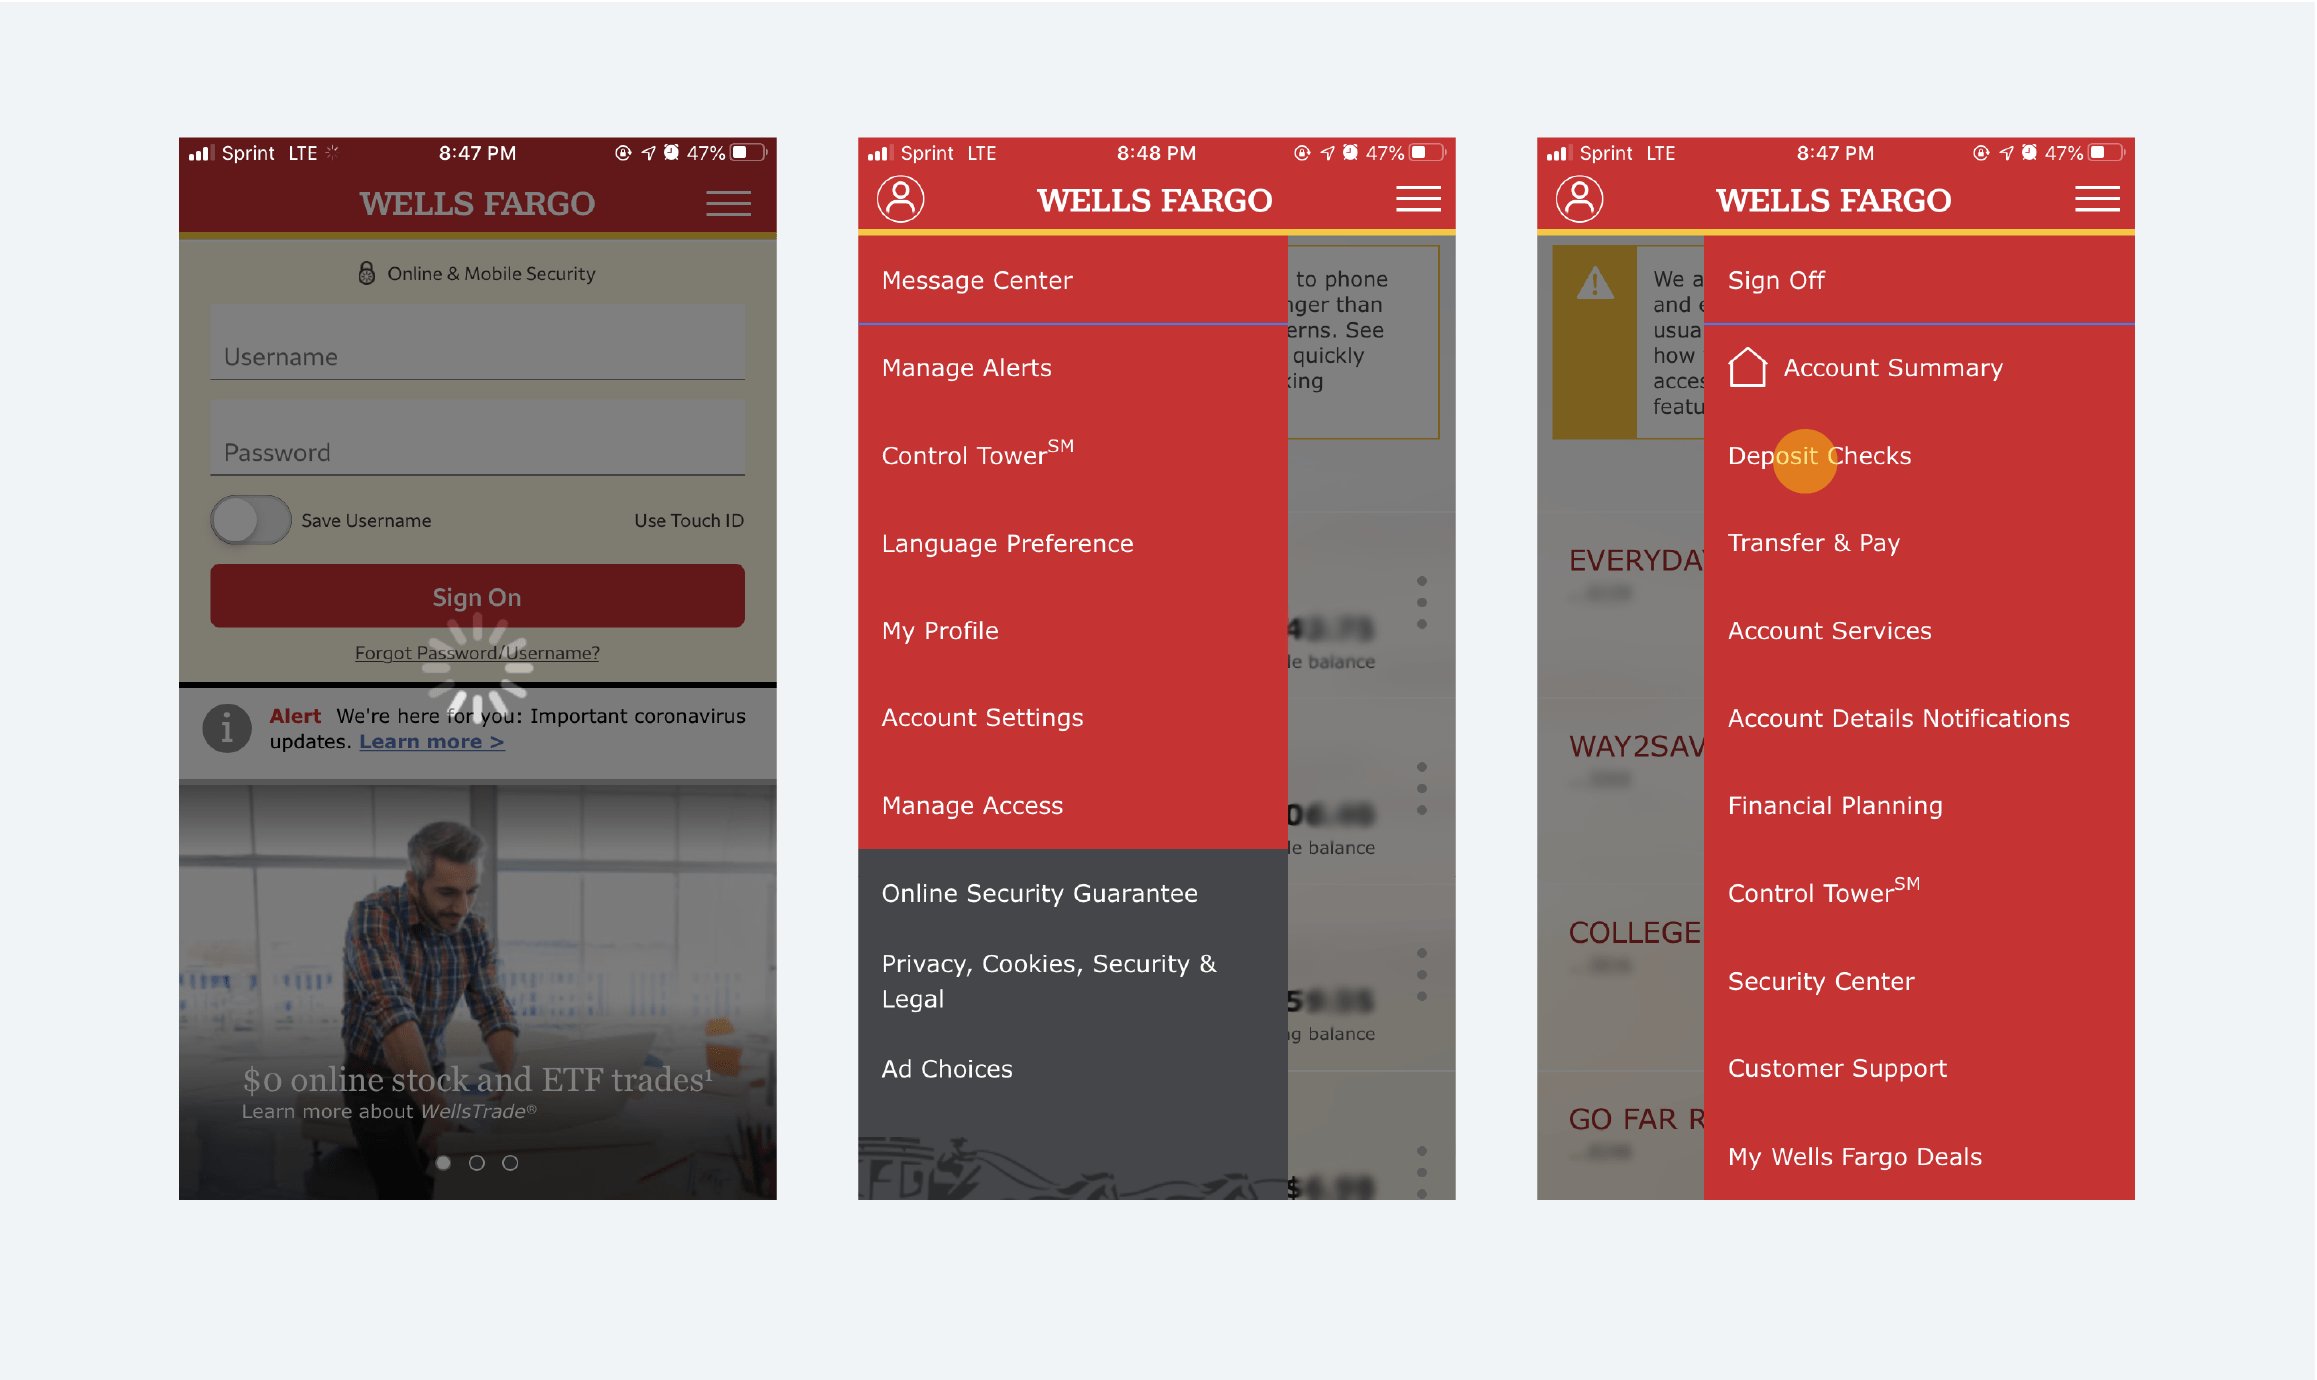 Sprint LTE 8:47 PM 47%
WELLS FARGO
Online & Mobile Security
Username
Password
Save Username Use Touch ID
Sign On
Forgot Password/Username?
Alert We're here for you: Important coronavirus
updates. Learn more >
$0 online stock and ETF trades¹
Learn more about WellsTrade®
Sprint LTE 8:48 PM 47%
WELLS FARGO
Message Center
Manage Alerts
Control Tower℠
Language Preference
My Profile
Account Settings
Manage Access
Online Security Guarantee
Privacy, Cookies, Security &
Legal
Ad Choices
to phone
nger than
erns. See
quickly
king
le balance
le balance
ng balance
Sprint LTE 8:47 PM 47%
WELLS FARGO
We a
and e
usua
how
acces
featu
EVERYDAY
WAY2SAV
COLLEGE
GO FAR R
Sign Off
Account Summary
Deposit Checks
Transfer & Pay
Account Services
Account Details Notifications
Financial Planning
Control Tower℠
Security Center
Customer Support
My Wells Fargo Deals